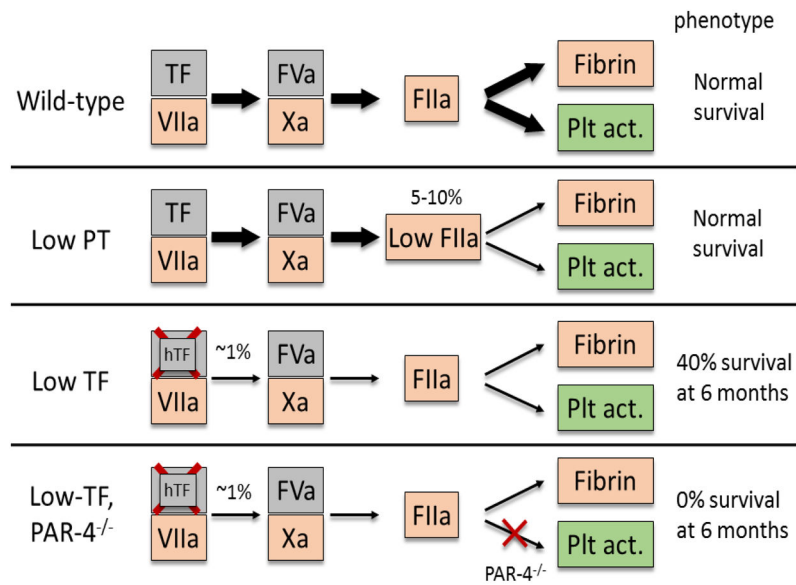 phenotype
TF
FVa
Fibrin
Wild-type
FIIa
Normal
survival
VIIa
Xa
Plt act.
5-10%
TF
FVa
Fibrin
Low PT
Low FIIa
Normal
survival
VIIa
Xa
Plt act.
hTF
~1%
FVa
Fibrin
Low TF
FIIa
40% survival
at 6 months
VIIa
Xa
Plt act.
hTF
~1%
FVa
Fibrin
Low-TF,
PAR-4-/-
FIIa
0% survival
at 6 months
VIIa
Xa
Plt act.
PAR-4-/-